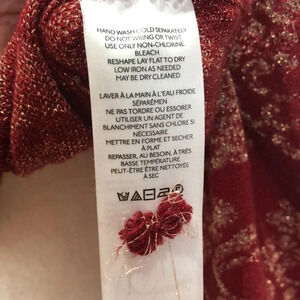 HAND WASH COLD SEPARATELY
DO NOT WRING OR TWIST
USE ONLY NON-CHLORINE
BLEACH
RESHAPE LAY FLAT TO DRY
LOW IRON AS NEEDED
MAY BE DRY CLEANED
LAVER À LA MAIN À L'EAU FROIDE
SÉPARÉMEN
NE PAS TORDRE OU ESSORER
UTILISER UN AGENT DE
BLANCHIMENT SANS CHLORE SI
NÉCESSAIRE
METTRE EN FORME ET SECHER
À PLAT
REPASSER, AU BESOIN, À TRÈS
BASSE TEMPÉRATURE
PEUT-ÊTRE ÊTRE NETTOYÉ
À SEC